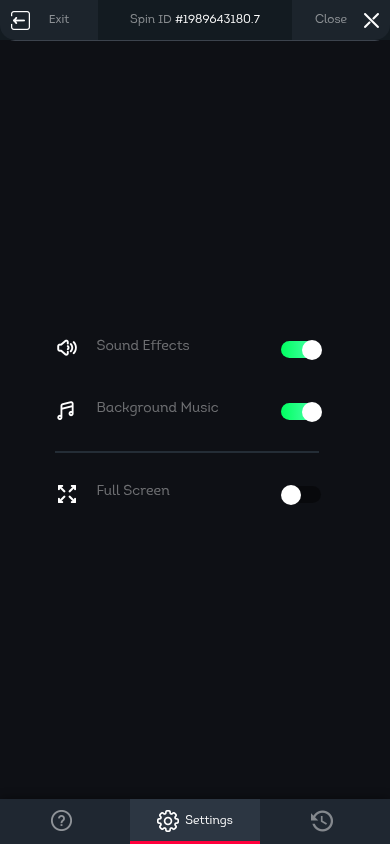 Exit
Spin ID #1989643180.7
Close
Sound Effects
Background Music
Full Screen
?
Settings